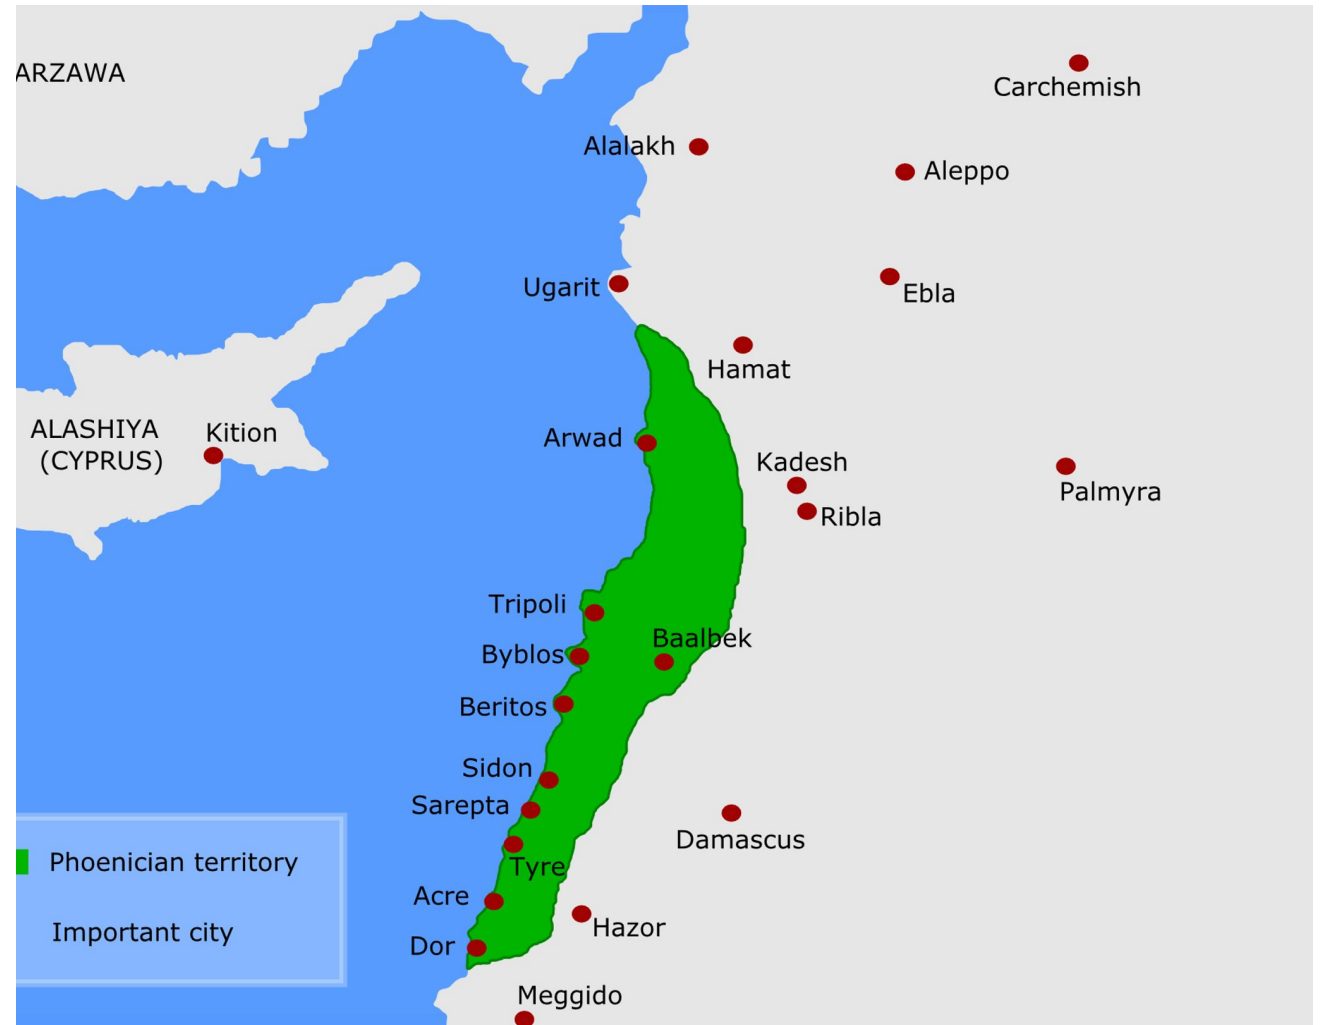 ARZAWA
Carchemish
Alalakh
Aleppo
Ugarit
Ebla
Hamat
ALASHIYA
(CYPRUS)
Kition
Arwad
Kadesh
Ribla
Palmyra
Tripoli
Baalbek
Byblos
Beritos
Sidon
Sarepta
Damascus
Tyre
Phoenician territory
Acre
Hazor
Important city
Dor
Meggido